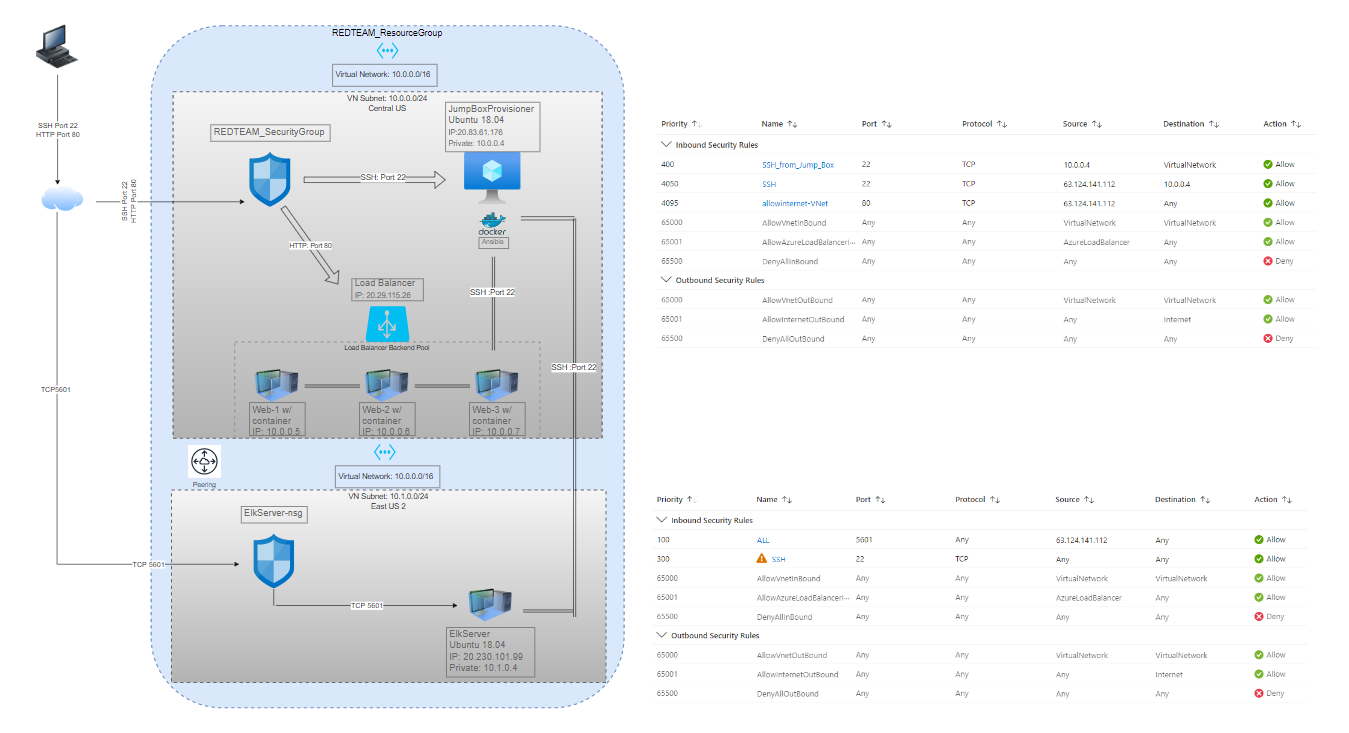 REDTEAM_ResourceGroup
Virtual Network: 10.0.0.0/16
VN Subnet: 10.0.0.0/24
Central US
SSH Port 22
HTTP Port 80
REDTEAM_SecurityGroup
JumpBoxProvisioner
Ubuntu 18.04
IP:20.83.61.176
Private: 10.0.0.4
SSH: Port 22
SSH Port 22
HTTP Port 80
docker
Ansible
HTTP: Port 80
Load Balancer
IP: 20.29.115.26
SSH :Port 22
Load Balancer Backend Pool
SSH :Port 22
TCP5601
Web-1 w/
container
IP: 10.0.0.5
Web-2 w/
container
IP: 10.0.0.6
Web-3 w/
container
IP: 10.0.0.7
Peering
Virtual Network: 10.0.0.0/16
VN Subnet: 10.1.0.0/24
East US 2
ElkServer-nsg
TCP 5601
TCP 5601
ElkServer
Ubuntu 18.04
IP: 20.230.101.99
Private: 10.1.0.4
Priority Name Port Protocol Source Destination Action
Inbound Security Rules
400 SSH_from_Jump_Box 22 TCP 10.0.0.4 VirtualNetwork Allow
4050 SSH 22 TCP 63.124.141.112 10.0.0.4 Allow
4095 allowinternet-VNet 80 TCP 63.124.141.112 Any Allow
65000 AllowVnetInBound Any Any VirtualNetwork VirtualNetwork Allow
65001 AllowAzureLoadBalancerI··· Any Any AzureLoadBalancer Any Allow
65500 DenyAllInBound Any Any Any Any Deny
Outbound Security Rules
65000 AllowVnetOutBound Any Any VirtualNetwork VirtualNetwork Allow
65001 AllowInternetOutBound Any Any Any Internet Allow
65500 DenyAllOutBound Any Any Any Any Deny
Priority Name Port Protocol Source Destination Action
Inbound Security Rules
100 ALL 5601 Any 63.124.141.112 Any Allow
300 SSH 22 TCP Any Any Allow
65000 AllowVnetInBound Any Any VirtualNetwork VirtualNetwork Allow
65001 AllowAzureLoadBalancerI··· Any Any AzureLoadBalancer Any Allow
65500 DenyAllInBound Any Any Any Any Deny
Outbound Security Rules
65000 AllowVnetOutBound Any Any VirtualNetwork VirtualNetwork Allow
65001 AllowInternetOutBound Any Any Any Internet Allow
65500 DenyAllOutBound Any Any Any Any Deny